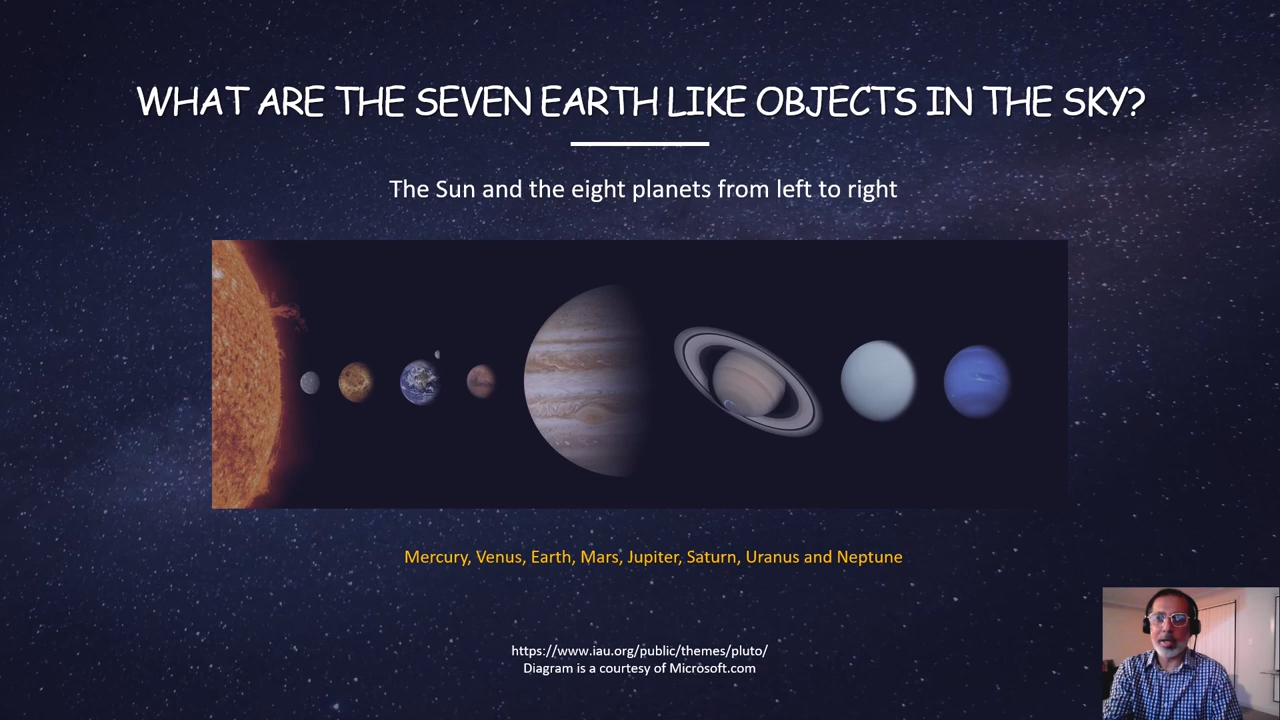 WHAT ARE THE SEVEN EARTH LIKE OBJECTS IN THE SKY?
The Sun and the eight planets from left to right
Mercury, Venus, Earth, Mars, Jupiter, Saturn, Uranus and Neptune
https://www.iau.org/public/themes/pluto/
Diagram is a courtesy of Microsoft.com